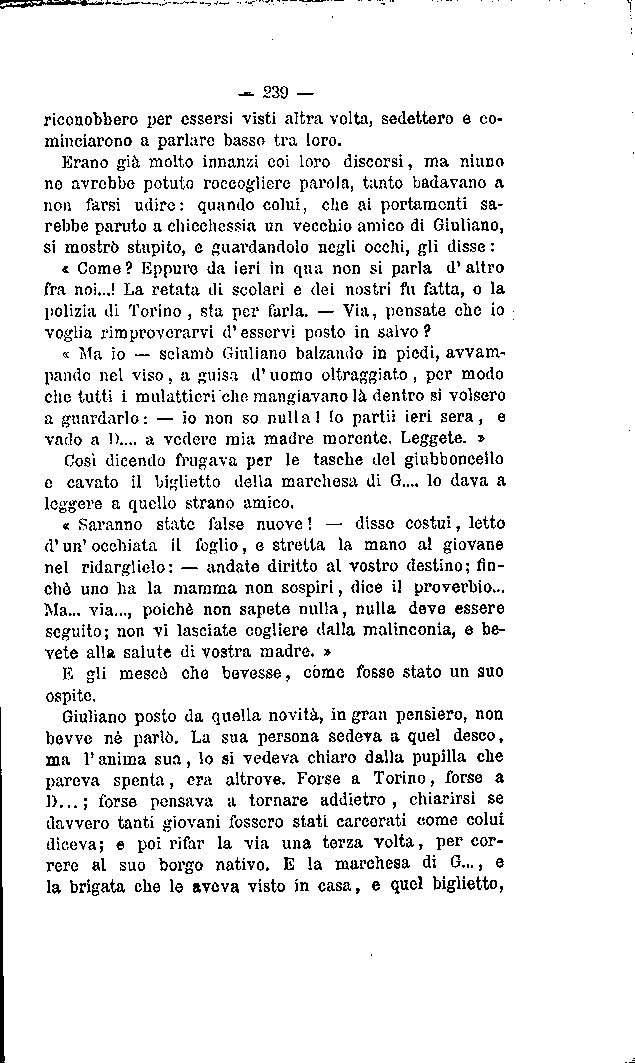 — 239 —
riconobbero per essersi visti altra volta, sedettero e co-
minciarono a parlare basso tra loro.
Erano già molto innanzi coi loro discorsi, ma niuno
ne avrebbe potuto roccogliere parola, tanto badavano a
non farsi udire: quando colui, che ai portamenti sa-
rebbe paruto a chicchessia un vecchio amico di Giuliano,
si mostrò stupito, e guardandolo negli occhi, gli disse:
« Come? Eppure da ieri in qua non si parla d'altro
fra noi...! La retata di scolari e dei nostri fu fatta, o la
polizia di Torino, sta per farla. — Via, pensate che io
voglia rimproverarvi d'esservi posto in salvo?
« Ma io — sclamò Giuliano balzando in piedi, avvam-
pando nel viso, a guisa d'uomo oltraggiato, per modo
che tutti i mulattieri che mangiavano là dentro si volsero
a guardarlo: — io non so nulla! Io partii ieri sera, e
vado a D.... a vedere mia madre morente. Leggete. »
Così dicendo frugava per le tasche del giubboncello
e cavato il biglietto della marchesa di G.... lo dava a
leggere a quello strano amico.
« Saranno state false nuove! — disse costui, letto
d'un'occhiata il foglio, e stretta la mano al giovane
nel ridarglielo: — andate diritto al vostro destino; fin-
chè uno ha la mamma non sospiri, dice il proverbio...
Ma... via..., poichè non sapete nulla, nulla deve essere
seguito; non vi lasciate cogliere dalla malinconia, e be-
vete alla salute di vostra madre. »
E gli mescè che bevesse, come fosse stato un suo
ospite.
Giuliano posto da quella novità, in gran pensiero, non
bevve nè parlò. La sua persona sedeva a quel desco,
ma l'anima sua, lo si vedeva chiaro dalla pupilla che
pareva spenta, era altrove. Forse a Torino, forse a
D...; forse pensava a tornare addietro, chiarirsi se
davvero tanti giovani fossero stati carcerati come colui
diceva; e poi rifar la via una terza volta, per cor-
rere al suo borgo nativo. E la marchesa di G..., e
la brigata che le aveva visto in casa, e quel biglietto,